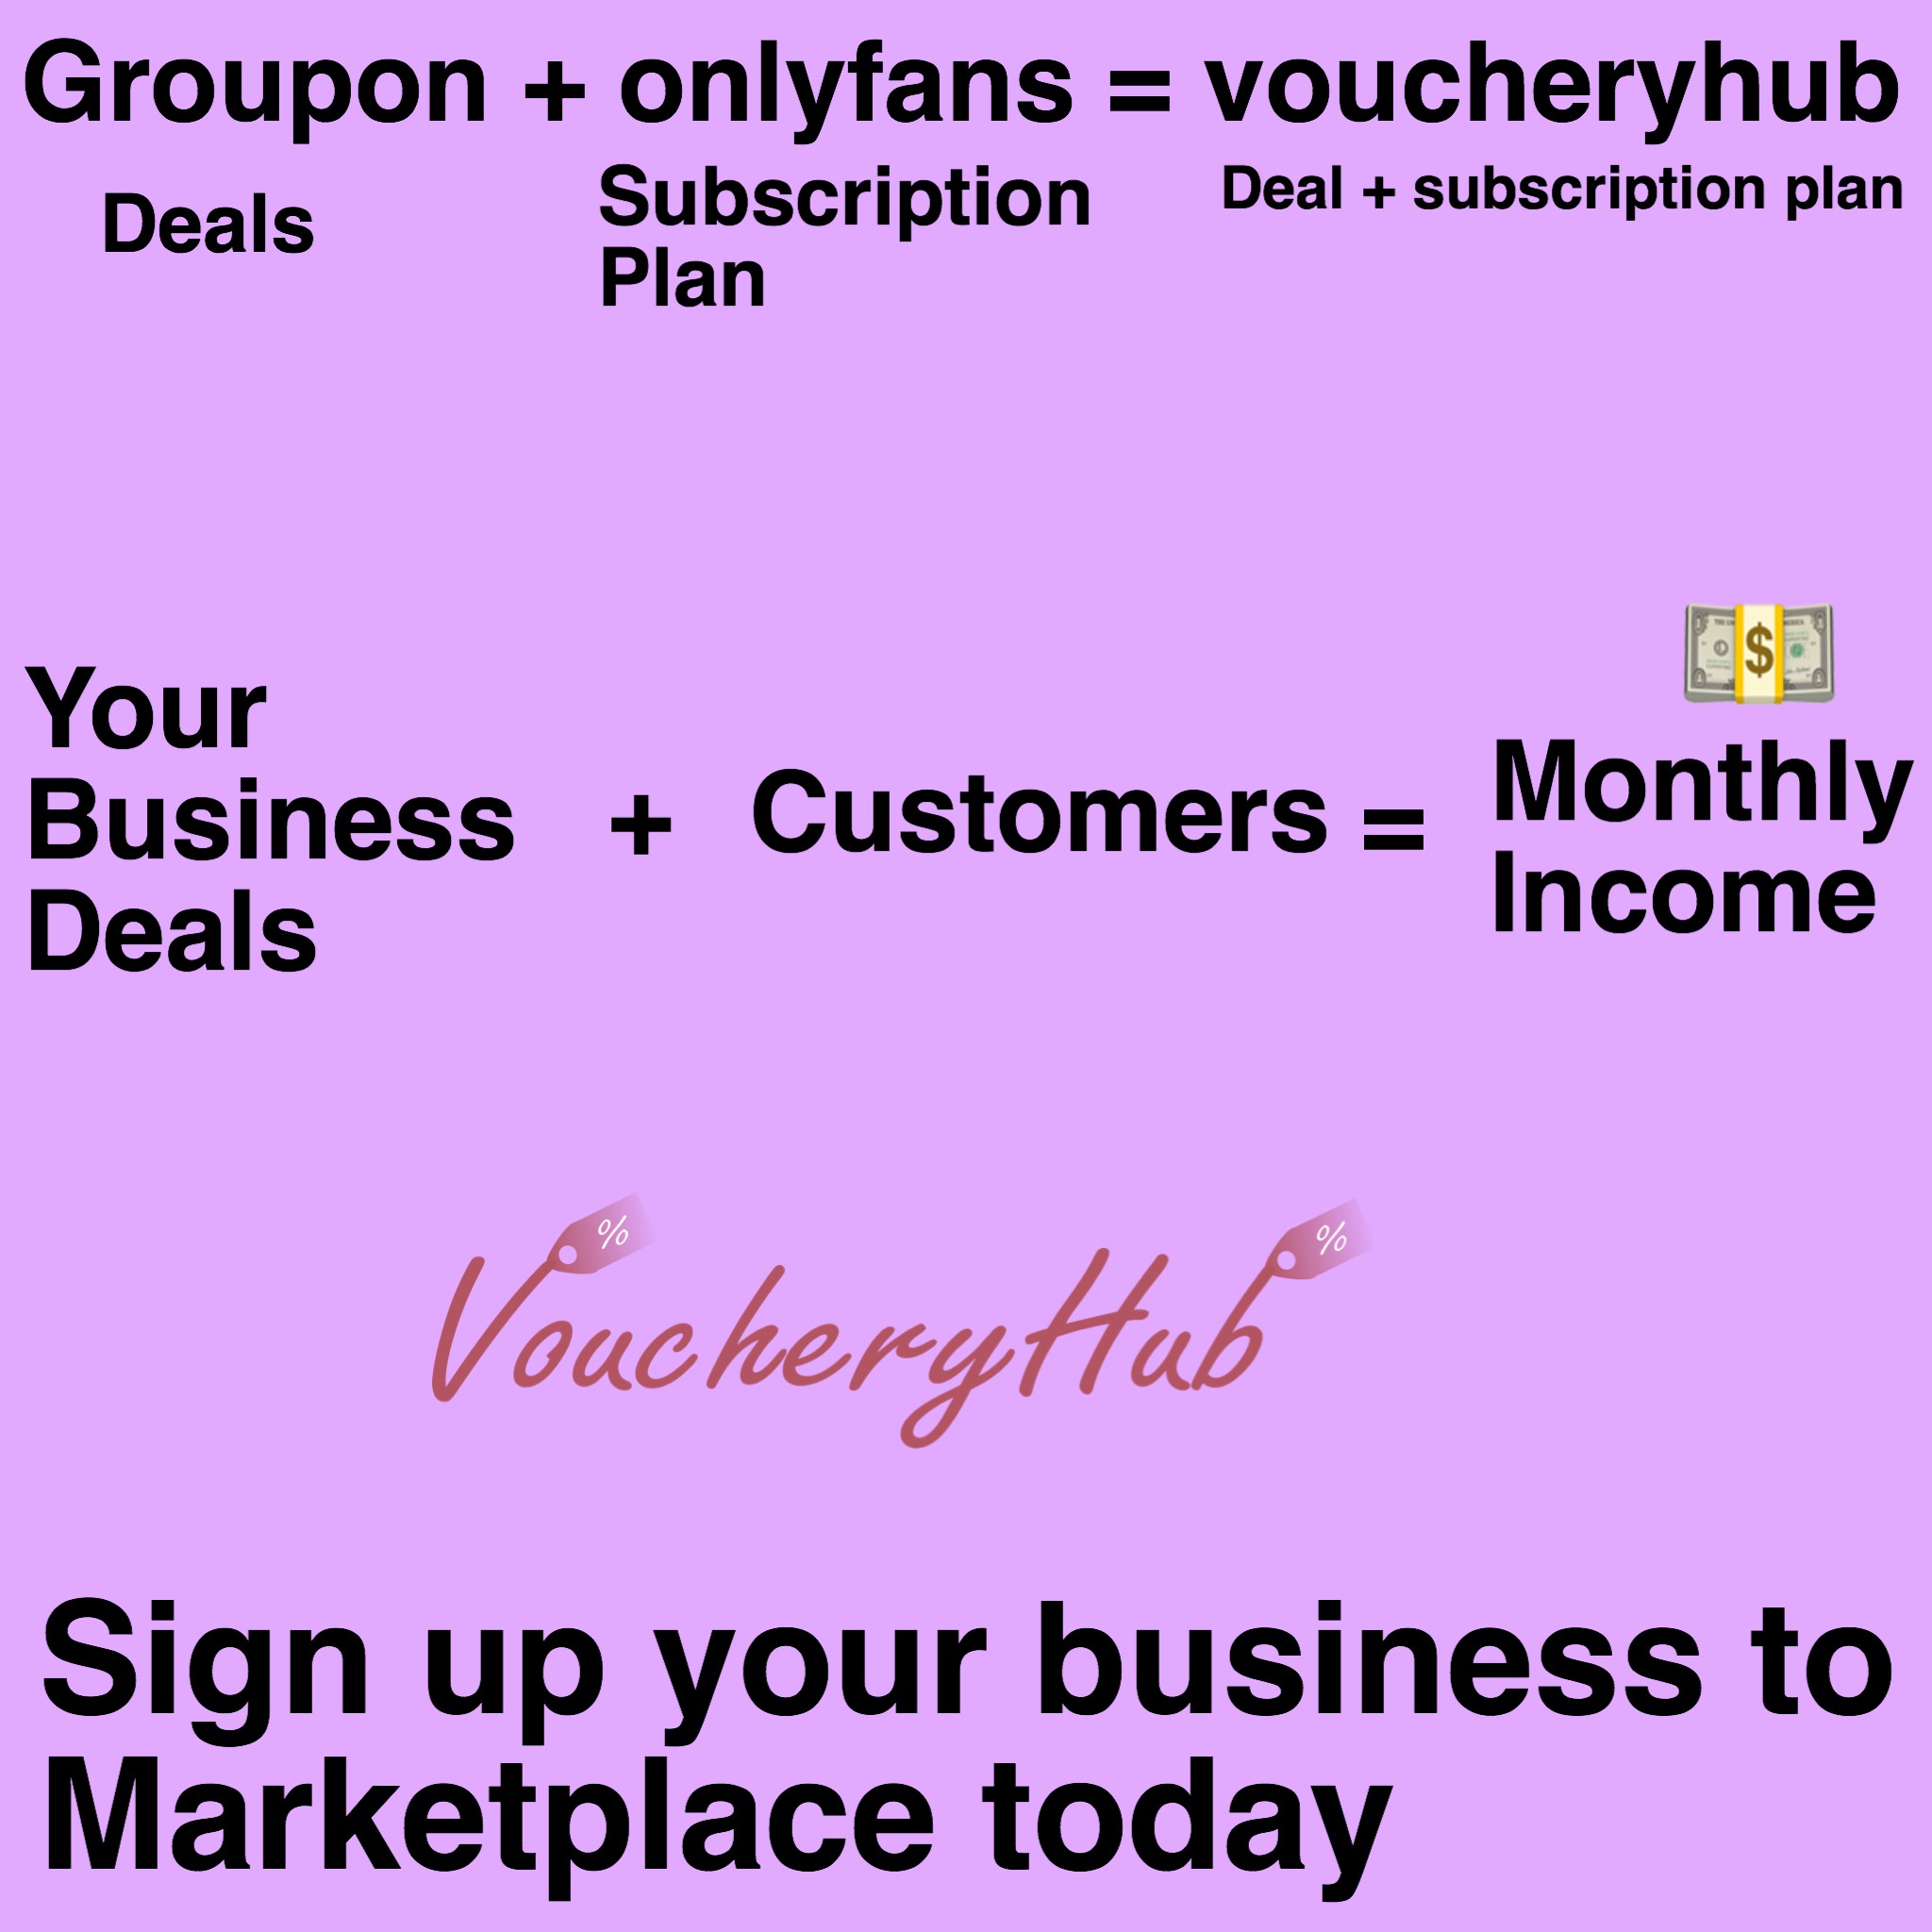 Groupon + onlyfans = voucheryhub
Deals
Subscription
Plan
Deal + subscription plan
Your
Business
Deals
+
Customers =
Monthly
Income
% %
VoucheryHub
Sign up your business to
Marketplace today